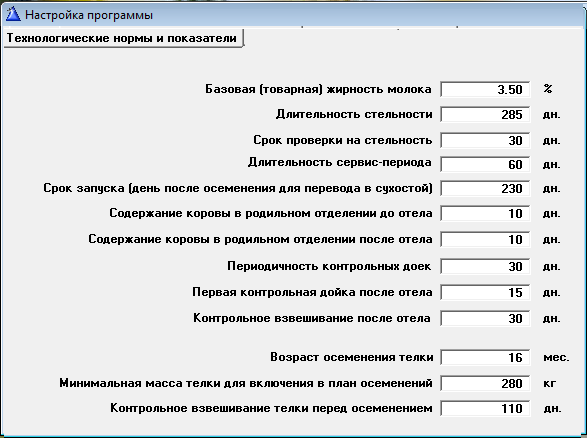 Настройка программы
Технологические нормы и показатели
Базовая (товарная) жирность молока 3.50 %
Длительность стельности 285 дн.
Срок проверки на стельность 30 дн.
Длительность сервис-периода 60 дн.
Срок запуска (день после осеменения для перевода в сухостой) 230 дн.
Содержание коровы в родильном отделении до отела 10 дн.
Содержание коровы в родильном отделении после отела 10 дн.
Периодичность контрольных доек 30 дн.
Первая контрольная дойка после отела 15 дн.
Контрольное взвешивание после отела 30 дн.
Возраст осеменения телки 16 мес.
Минимальная масса телки для включения в план осеменений 280 кг
Контрольное взвешивание телки перед осеменением 110 дн.